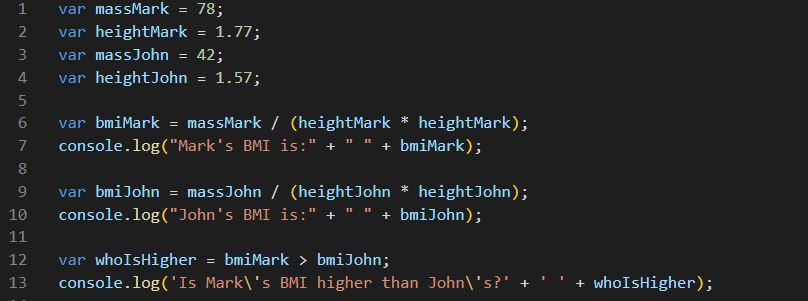 1 var massMark = 78;
2 var heightMark = 1.77;
3 var massJohn = 42;
4 var heightJohn = 1.57;
5
6 var bmiMark = massMark / (heightMark * heightMark);
7 console.log("Mark's BMI is:" + " " + bmiMark);
8
9 var bmiJohn = massJohn / (heightJohn * heightJohn);
10 console.log("John's BMI is:" + " " + bmiJohn);
11
12 var whoIsHigher = bmiMark > bmiJohn;
13 console.log('Is Mark\'s BMI higher than John\'s?' + ' ' + whoIsHigher);